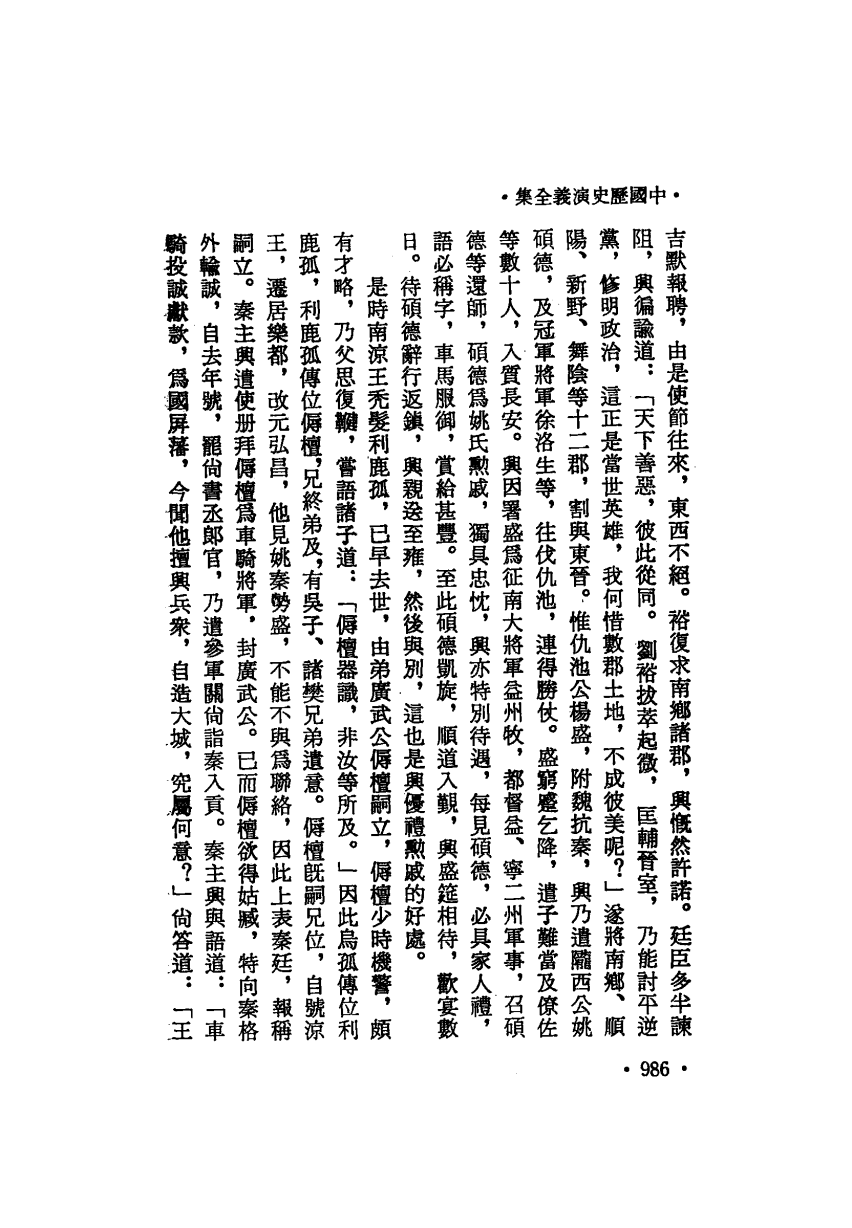 •中國歷史演義全集•
吉默報聘，由是使節往來，東西不絕。裕復求南鄉諸郡，興慨然許諾。廷臣多半諫
阻，興徧諭道：「天下善惡，彼此從同。劉裕拔萃起微，匡輔晉室，乃能討平逆
黨，修明政治，這正是當世英雄，我何惜數郡土地，不成彼美呢？」遂將南鄉、順
陽、新野、舞陰等十二郡，割與東晉。惟仇池公楊盛，附魏抗秦，興乃遣隴西公姚
碩德，及冠軍將軍徐洛生等，往伐仇池，連得勝仗。盛窮蹙乞降，遣子難當及僚佐
等數十人，入質長安。興因署盛爲征南大將軍益州牧，都督益、寧二州軍事，召碩
德等還師，碩德爲姚氏勳戚，獨具忠忱，興亦特別待遇，每見碩德，必具家人禮，
語必稱字，車馬服御，賞給甚豐。至此碩德凱旋，順道入覲，興盛筵相待，歡宴數
日。待碩德辭行返鎮，興親送至雍，然後與別，這也是興優禮勳戚的好處。
是時南涼王禿髮利鹿孤，已早去世，由弟廣武公傉檀嗣立，傉檀少時機警，頗
有才略，乃父思復鞬，嘗語諸子道：「傉檀器識，非汝等所及。」因此烏孤傳位利
鹿孤，利鹿孤傳位傉檀，兄終弟及，有吳子、諸樊兄弟遺意。傉檀旣嗣兄位，自號涼
王，遷居樂都，改元弘昌，他見姚秦勢盛，不能不與爲聯絡，因此上表秦廷，報稱
嗣立。秦主興遣使册拜傉檀爲車騎將軍，封廣武公。已而傉檀欲得姑臧，特向秦格
外輸誠，自去年號，罷尙書丞郞官，乃遣參軍關尙詣秦入貢。秦主興與語道：「車
騎投誠獻款，爲國屛藩，今聞他擅興兵衆，自造大城，究屬何意？」尙答道：「王
•986•